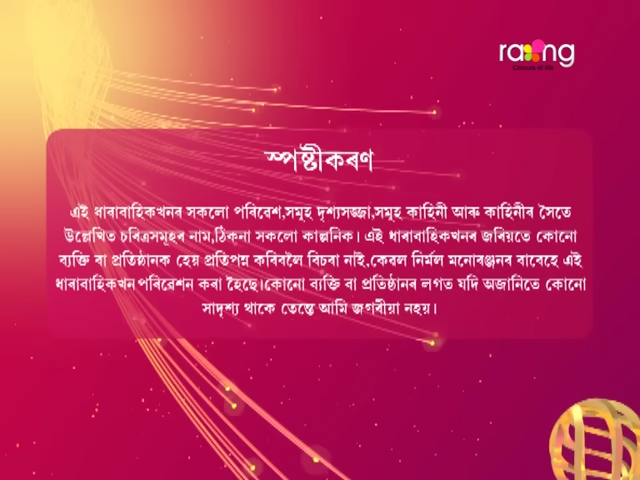 raang
স্পষ্টীকৰণ
এই ধাৰাবাহিকখনৰ সকলো পৰিৱেশ,সমূহ দৃশ্যসজ্জা,সমূহ কাহিনী আৰু কাহিনীৰ সৈতে
উল্লেখিত চৰিত্ৰসমূহৰ নাম,ঠিকনা সকলো কাল্পনিক। এই ধাৰাবাহিকখনৰ জৰিয়তে কোনো
ব্যক্তি বা প্ৰতিষ্ঠানক হেয় প্ৰতিপন্ন কৰিবলৈ বিচৰা নাই.কেৱল নিৰ্মল মনোৰঞ্জনৰ বাবেহে এই
ধাৰাবাহিকখন পৰিৱেশন কৰা হৈছে।কোনো ব্যক্তি বা প্ৰতিষ্ঠানৰ লগত যদি অজানিতে কোনো
সাদৃশ্য থাকে তেন্তে আমি জগৰীয়া নহয়।